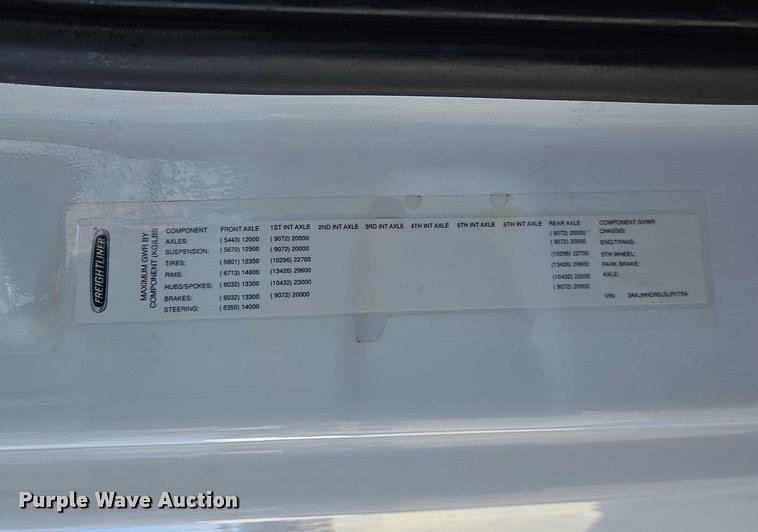 FREIGHTLINER
MAXIMUM GWR BY
COMPONENT (KG)LBS
COMPONENT FRONT AXLE 1ST INT AXLE 2ND INT AXLE 3RD INT AXLE 4TH INT AXLE 5TH INT AXLE 6TH INT AXLE REAR AXLE COMPONENT GVWR
AXLES: ( 5443) 12000 ( 9072) 20000 ( 9072) 20000 CHASSIS:
SUSPENSION: ( 5670) 12500 ( 9072) 20000 ( 9072) 20000 ENG/TRANS:
TIRES: ( 5601) 12350 (10296) 22700 (10296) 22700 5TH WHEEL:
RIMS: ( 6713) 14800 (13426) 29600 (13426) 29600 PARK BRAKE:
HUBS/SPOKES: ( 6032) 13300 (10432) 23000 (10432) 23000 AXLE:
BRAKES: ( 6032) 13300 ( 9072) 20000 ( 9072) 20000
STEERING: ( 6350) 14000 VIN:
Purple Wave Auction